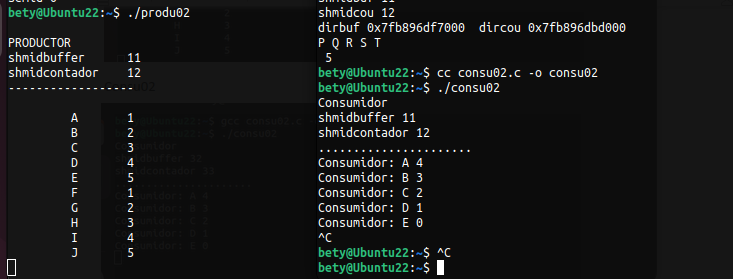 bety@Ubuntu22:~$ ./produ02
PRODUCTOR
shmidbuffer 11
shmidcontador 12
------------------
A 1
B 2
C 3
D 4
E 5
F 1
G 2
H 3
I 4
J 5
shmidcou 12
dirbuf 0x7fb896df7000 dircou 0x7fb896dbd000
P Q R S T
5
bety@Ubuntu22:~$ cc consu02.c -o consu02
bety@Ubuntu22:~$ ./consu02
Consumidor
shmidbuffer 11
shmidcontador 12
......................
Consumidor: A 4
Consumidor: B 3
Consumidor: C 2
Consumidor: D 1
Consumidor: E 0
^C
bety@Ubuntu22:~$ ^C
bety@Ubuntu22:~$